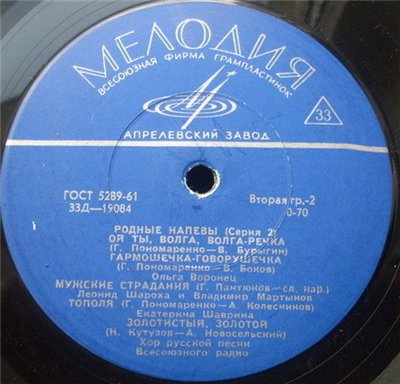 МЕЛОДИЯ
ВСЕСОЮЗНАЯ ФИРМА ГРАМПЛАСТИНОК
33
АПРЕЛЕВСКИЙ ЗАВОД
ГОСТ 5289-61
33Д—19084
Вторая гр.-2
0-70
РОДНЫЕ НАПЕВЫ (Серия 2)
ОЙ ТЫ, ВОЛГА, ВОЛГА-РЕЧКА
(Г. Пономаренко—В. Бурыгин)
ГАРМОШЕЧКА-ГОВОРУШЕЧКА
(Г. Пономаренко—В. Боков)
Ольга Воронец
МУЖСКИЕ СТРАДАНИЯ (Г. Пантюков—сл. нар.)
Леонид Шароха и Владимир Мартынов
ТОПОЛЯ (Г. Пономаренко—А. Колесников)
Екатерина Шаврина
ЗОЛОТИСТЫЙ, ЗОЛОТОЙ
(Н. Кутузов—А. Новосельский)
Хор русской песни
Всесоюзного радио